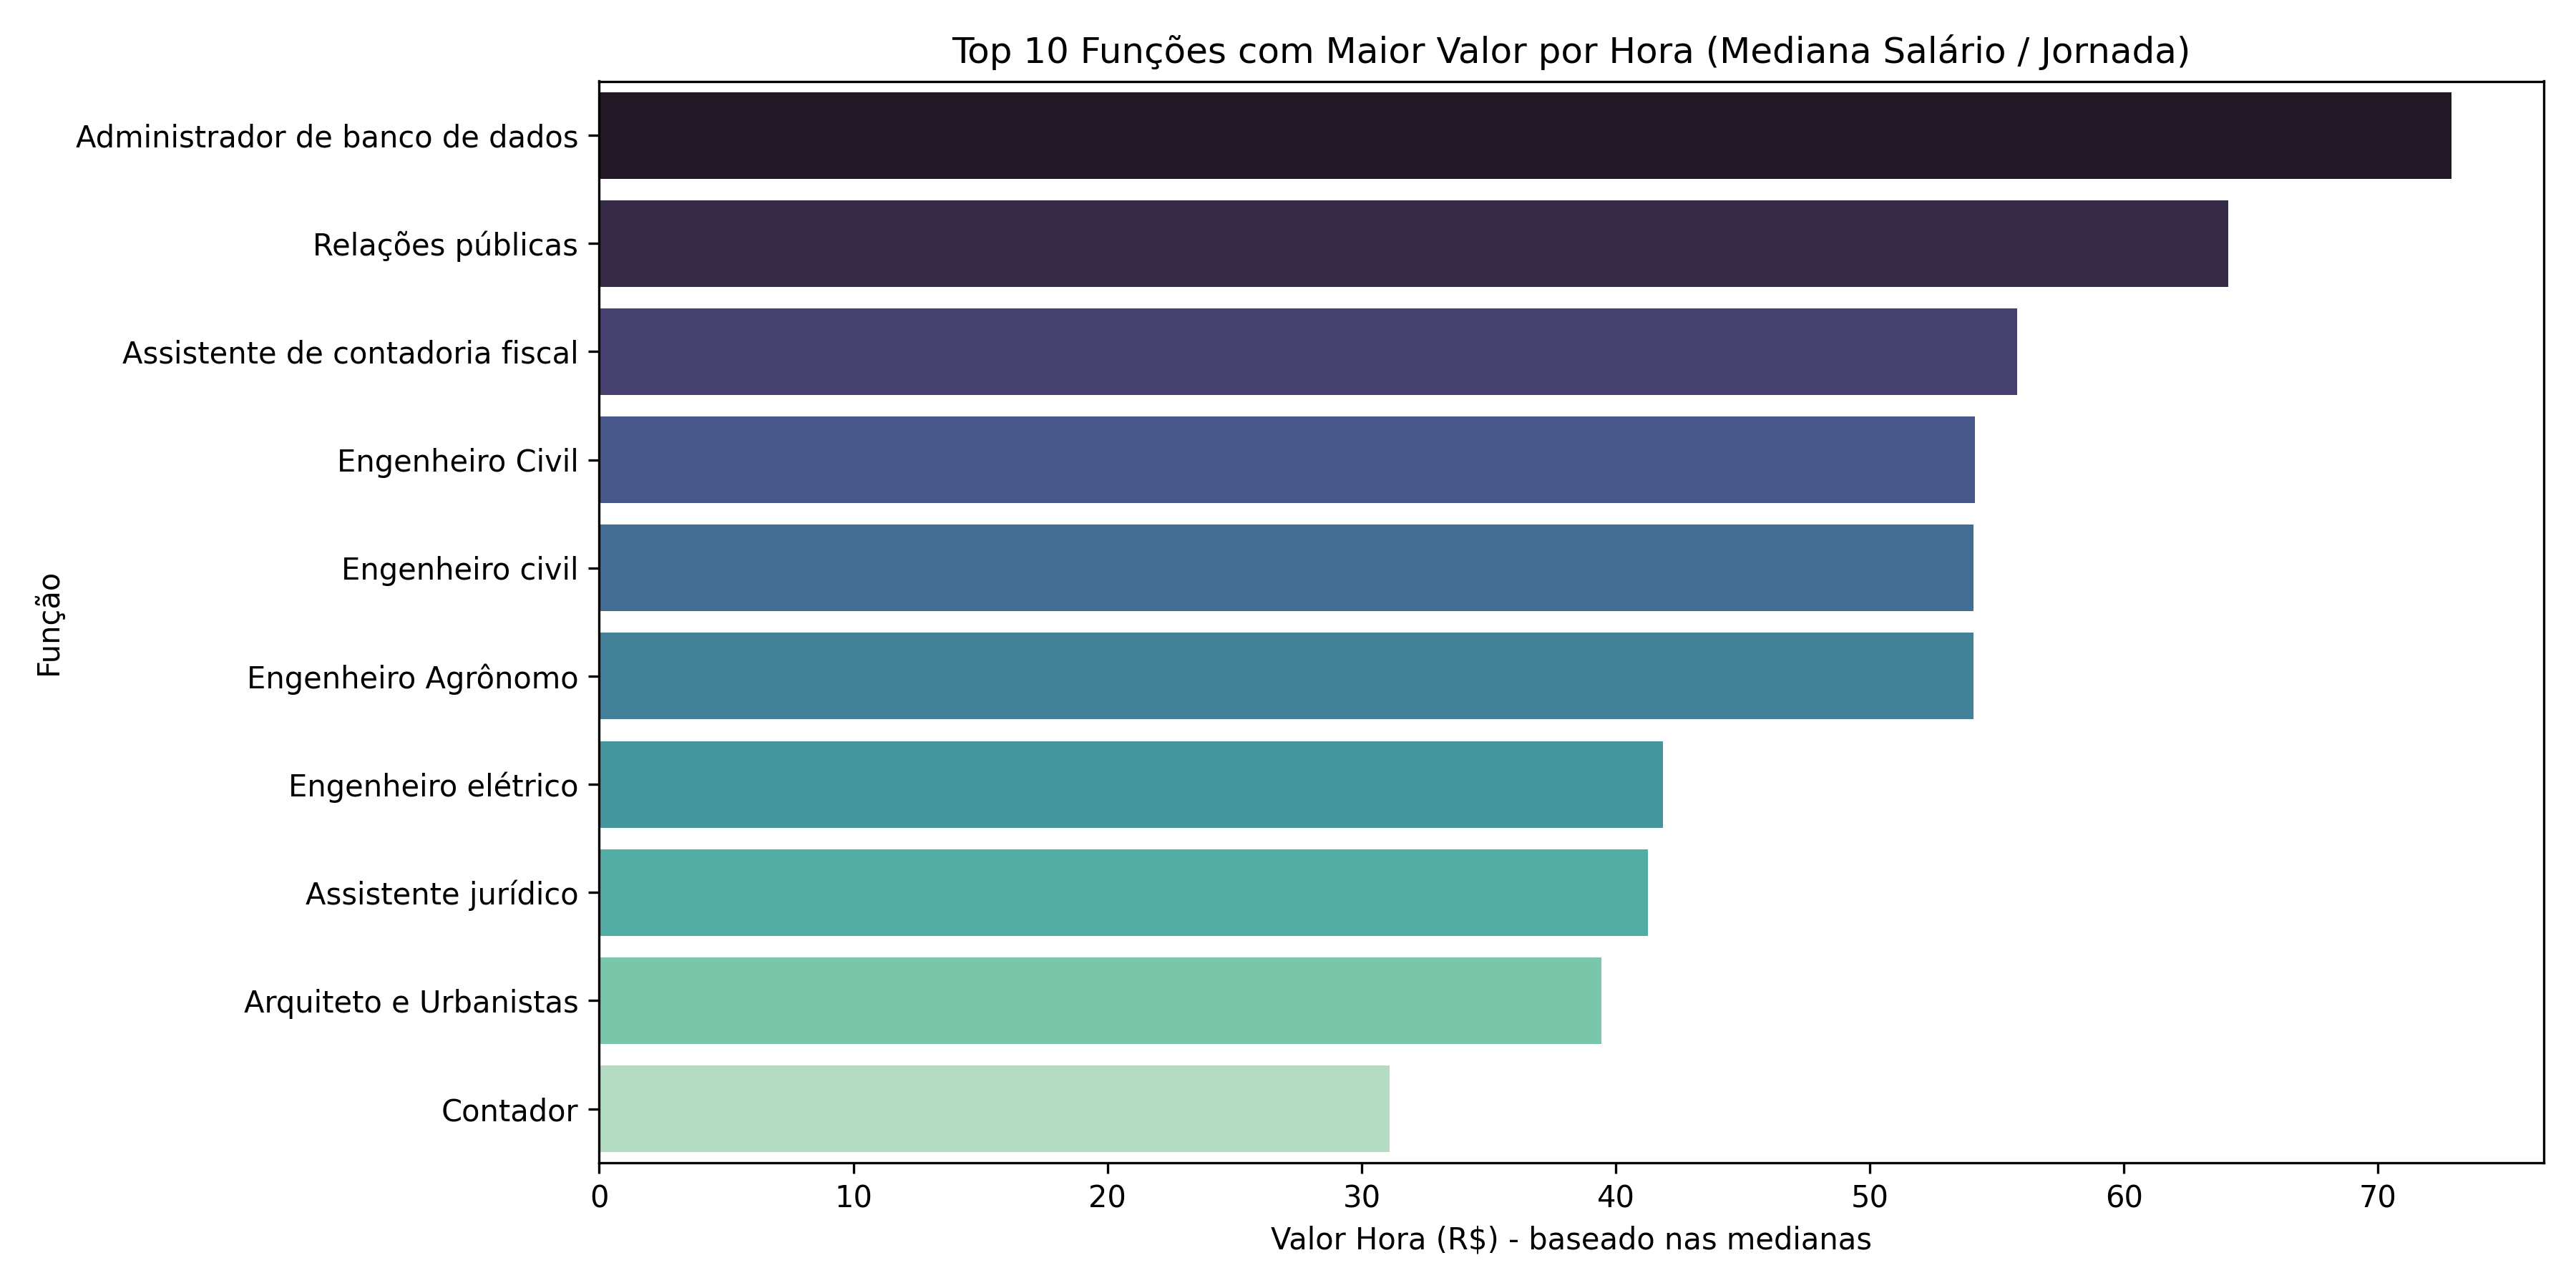 Top 10 Funções com Maior Valor por Hora (Mediana Salário / Jornada)
Administrador de banco de dados
Relações públicas
Assistente de contadoria fiscal
Engenheiro Civil
Engenheiro civil
Engenheiro Agrônomo
Engenheiro elétrico
Assistente jurídico
Arquiteto e Urbanistas
Contador
Função
0 10 20 30 40 50 60 70
Valor Hora (R$) - baseado nas medianas